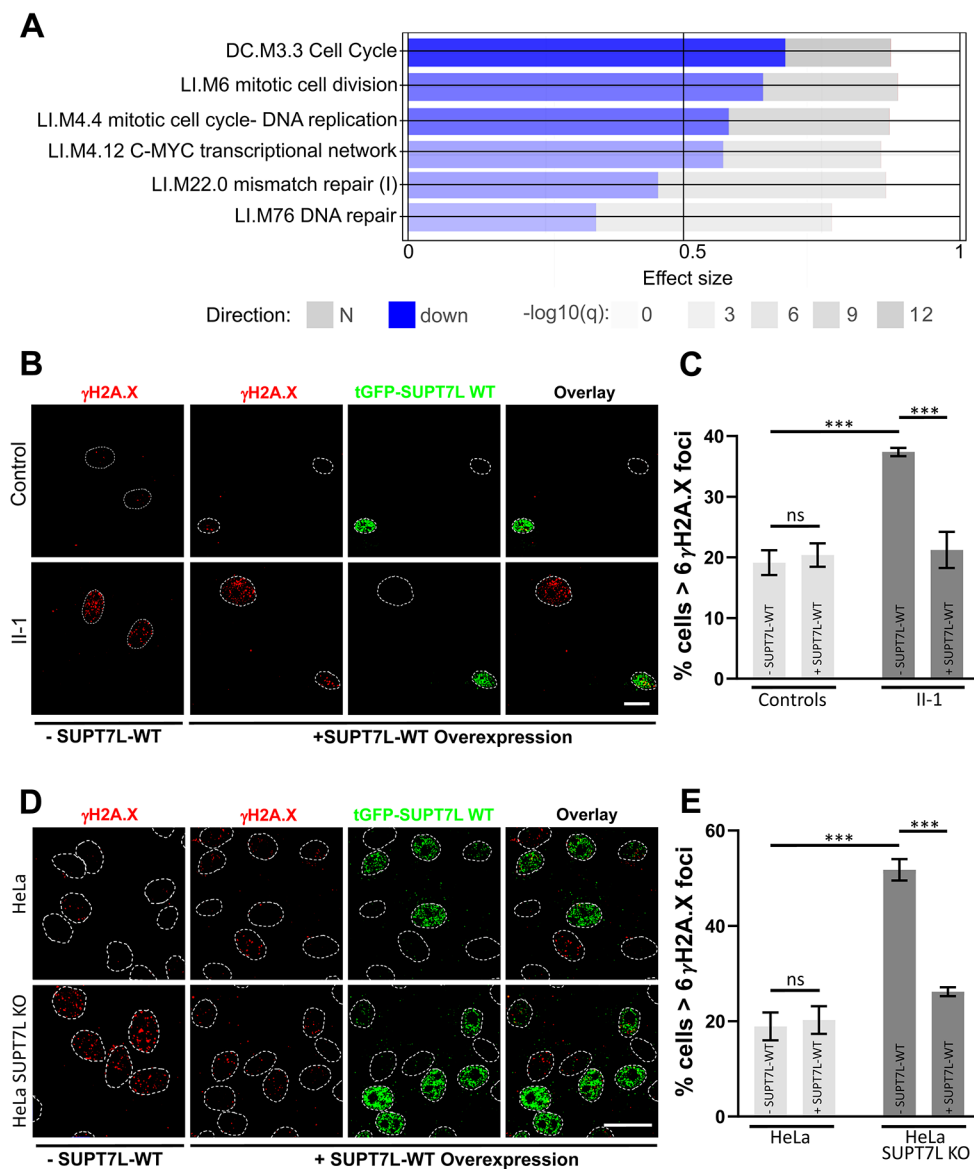 A
DC.M3.3 Cell Cycle
LI.M6 mitotic cell division
LI.M4.4 mitotic cell cycle- DNA replication
LI.M4.12 C-MYC transcriptional network
LI.M22.0 mismatch repair (I)
LI.M76 DNA repair
0 0.5 1
Effect size
Direction: N down -log10(q): 0 3 6 9 12
B
γH2A.X γH2A.X tGFP-SUPT7L WT Overlay
Control
II-1
- SUPT7L-WT +SUPT7L-WT Overexpression
C
% cells > 6 γH2A.X foci
40
30
20
10
0
ns
***
***
- SUPT7L-WT
+ SUPT7L-WT
- SUPT7L-WT
+ SUPT7L-WT
Controls II-1
D
γH2A.X γH2A.X tGFP-SUPT7L WT Overlay
HeLa
HeLa SUPT7L KO
- SUPT7L-WT + SUPT7L-WT Overexpression
E
% cells > 6 γH2A.X foci
60
40
20
0
ns
***
***
- SUPT7L-WT
+ SUPT7L-WT
- SUPT7L-WT
+ SUPT7L-WT
HeLa HeLa
SUPT7L KO